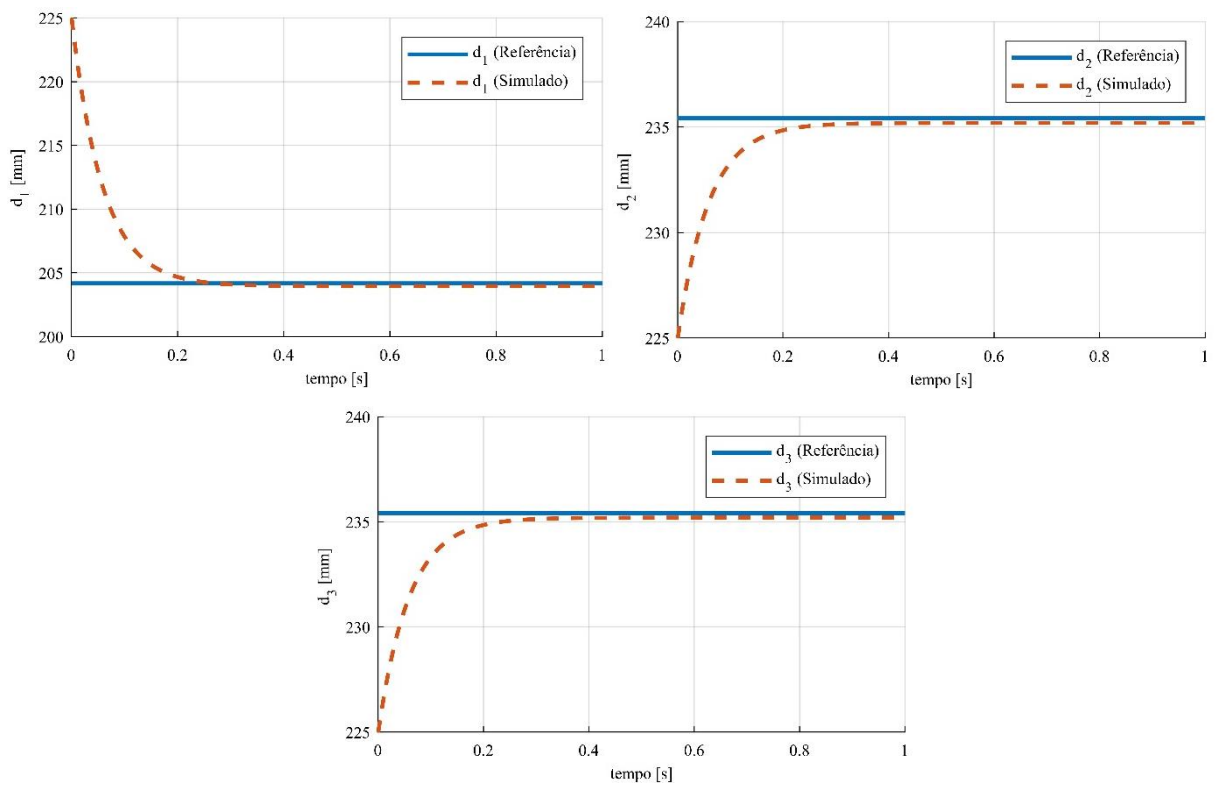 225
220
215
210
205
200
d1 [mm]
d1 (Referência)
d1 (Simulado)
0 0.2 0.4 0.6 0.8 1
tempo [s]
240
235
230
225
d2 [mm]
d2 (Referência)
d2 (Simulado)
0 0.2 0.4 0.6 0.8 1
tempo [s]
240
235
230
225
d3 [mm]
d3 (Referência)
d3 (Simulado)
0 0.2 0.4 0.6 0.8 1
tempo [s]